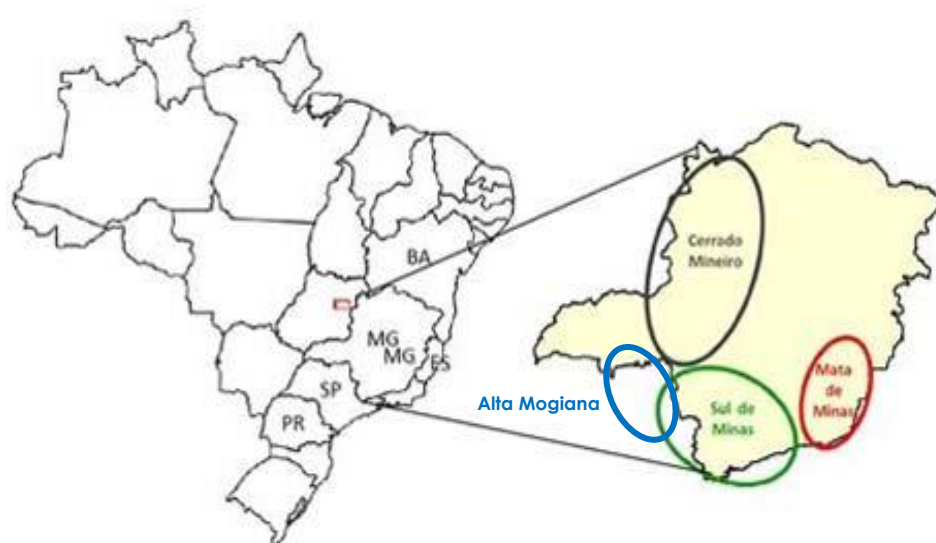 BA
MG
MG
ES
SP
PR
Cerrado
Mineiro
Alta Mogiana
Sul de
Minas
Mata
de
Minas